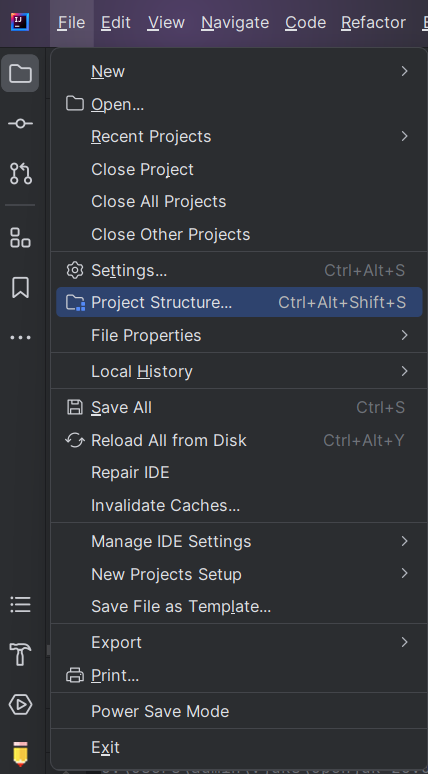 IJ
File Edit View Navigate Code Refactor
New
Open...
Recent Projects
Close Project
Close All Projects
Close Other Projects
Settings... Ctrl+Alt+S
Project Structure... Ctrl+Alt+Shift+S
File Properties
Local History
Save All Ctrl+S
Reload All from Disk Ctrl+Alt+Y
Repair IDE
Invalidate Caches...
Manage IDE Settings
New Projects Setup
Save File as Template...
Export
Print...
Power Save Mode
Exit